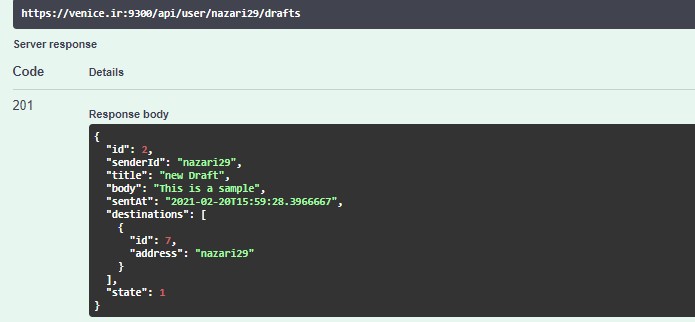 https://venice.ir:9300/api/user/nazari29/drafts
Server response
Code Details
201
Response body
{
  "id": 2,
  "senderId": "nazari29",
  "title": "new Draft",
  "body": "This is a sample",
  "sentAt": "2021-02-20T15:59:28.3966667",
  "destinations": [
    {
      "id": 7,
      "address": "nazari29"
    }
  ],
  "state": 1
}